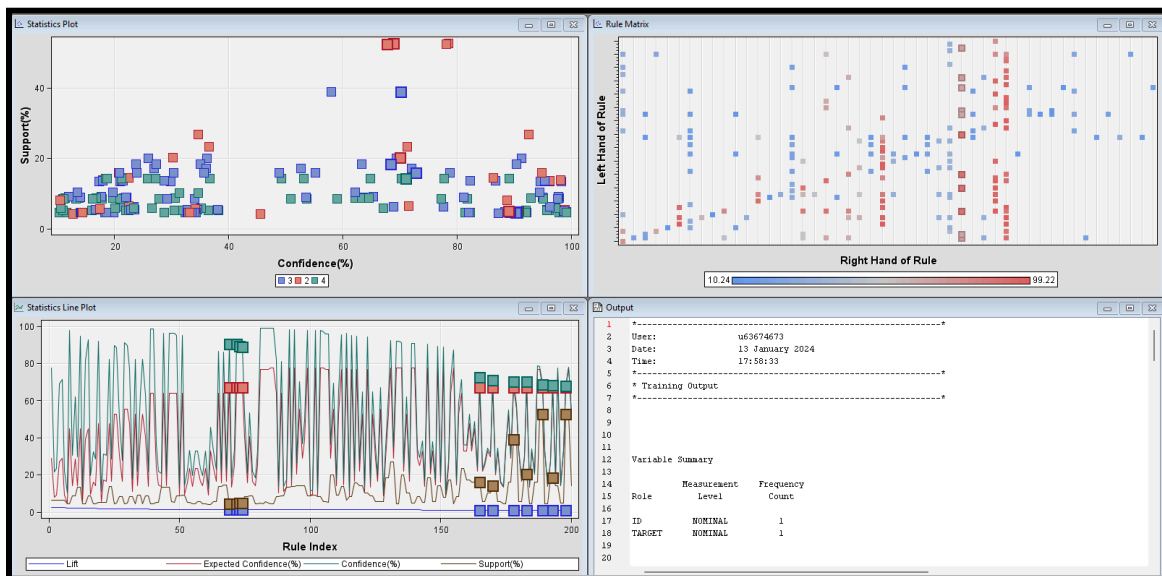 Statistics Plot
Support(%)
40
20
0
20 40 60 80 100
Confidence(%)
3 2 4
Rule Matrix
Left Hand of Rule
Right Hand of Rule
10.24 99.22
Statistics Line Plot
100
80
60
40
20
0
0 50 100 150 200
Rule Index
Lift Expected Confidence(%) Confidence(%) Support(%)
Output
1 *------------------------------------------------------------*
2 User: u63674673
3 Date: 13 January 2024
4 Time: 17:58:33
5 *------------------------------------------------------------*
6 * Training Output
7 *------------------------------------------------------------*
8
9
10
11
12 Variable Summary
13
14 Measurement Frequency
15 Role Level Count
16
17 ID NOMINAL 1
18 TARGET NOMINAL 1
19
20